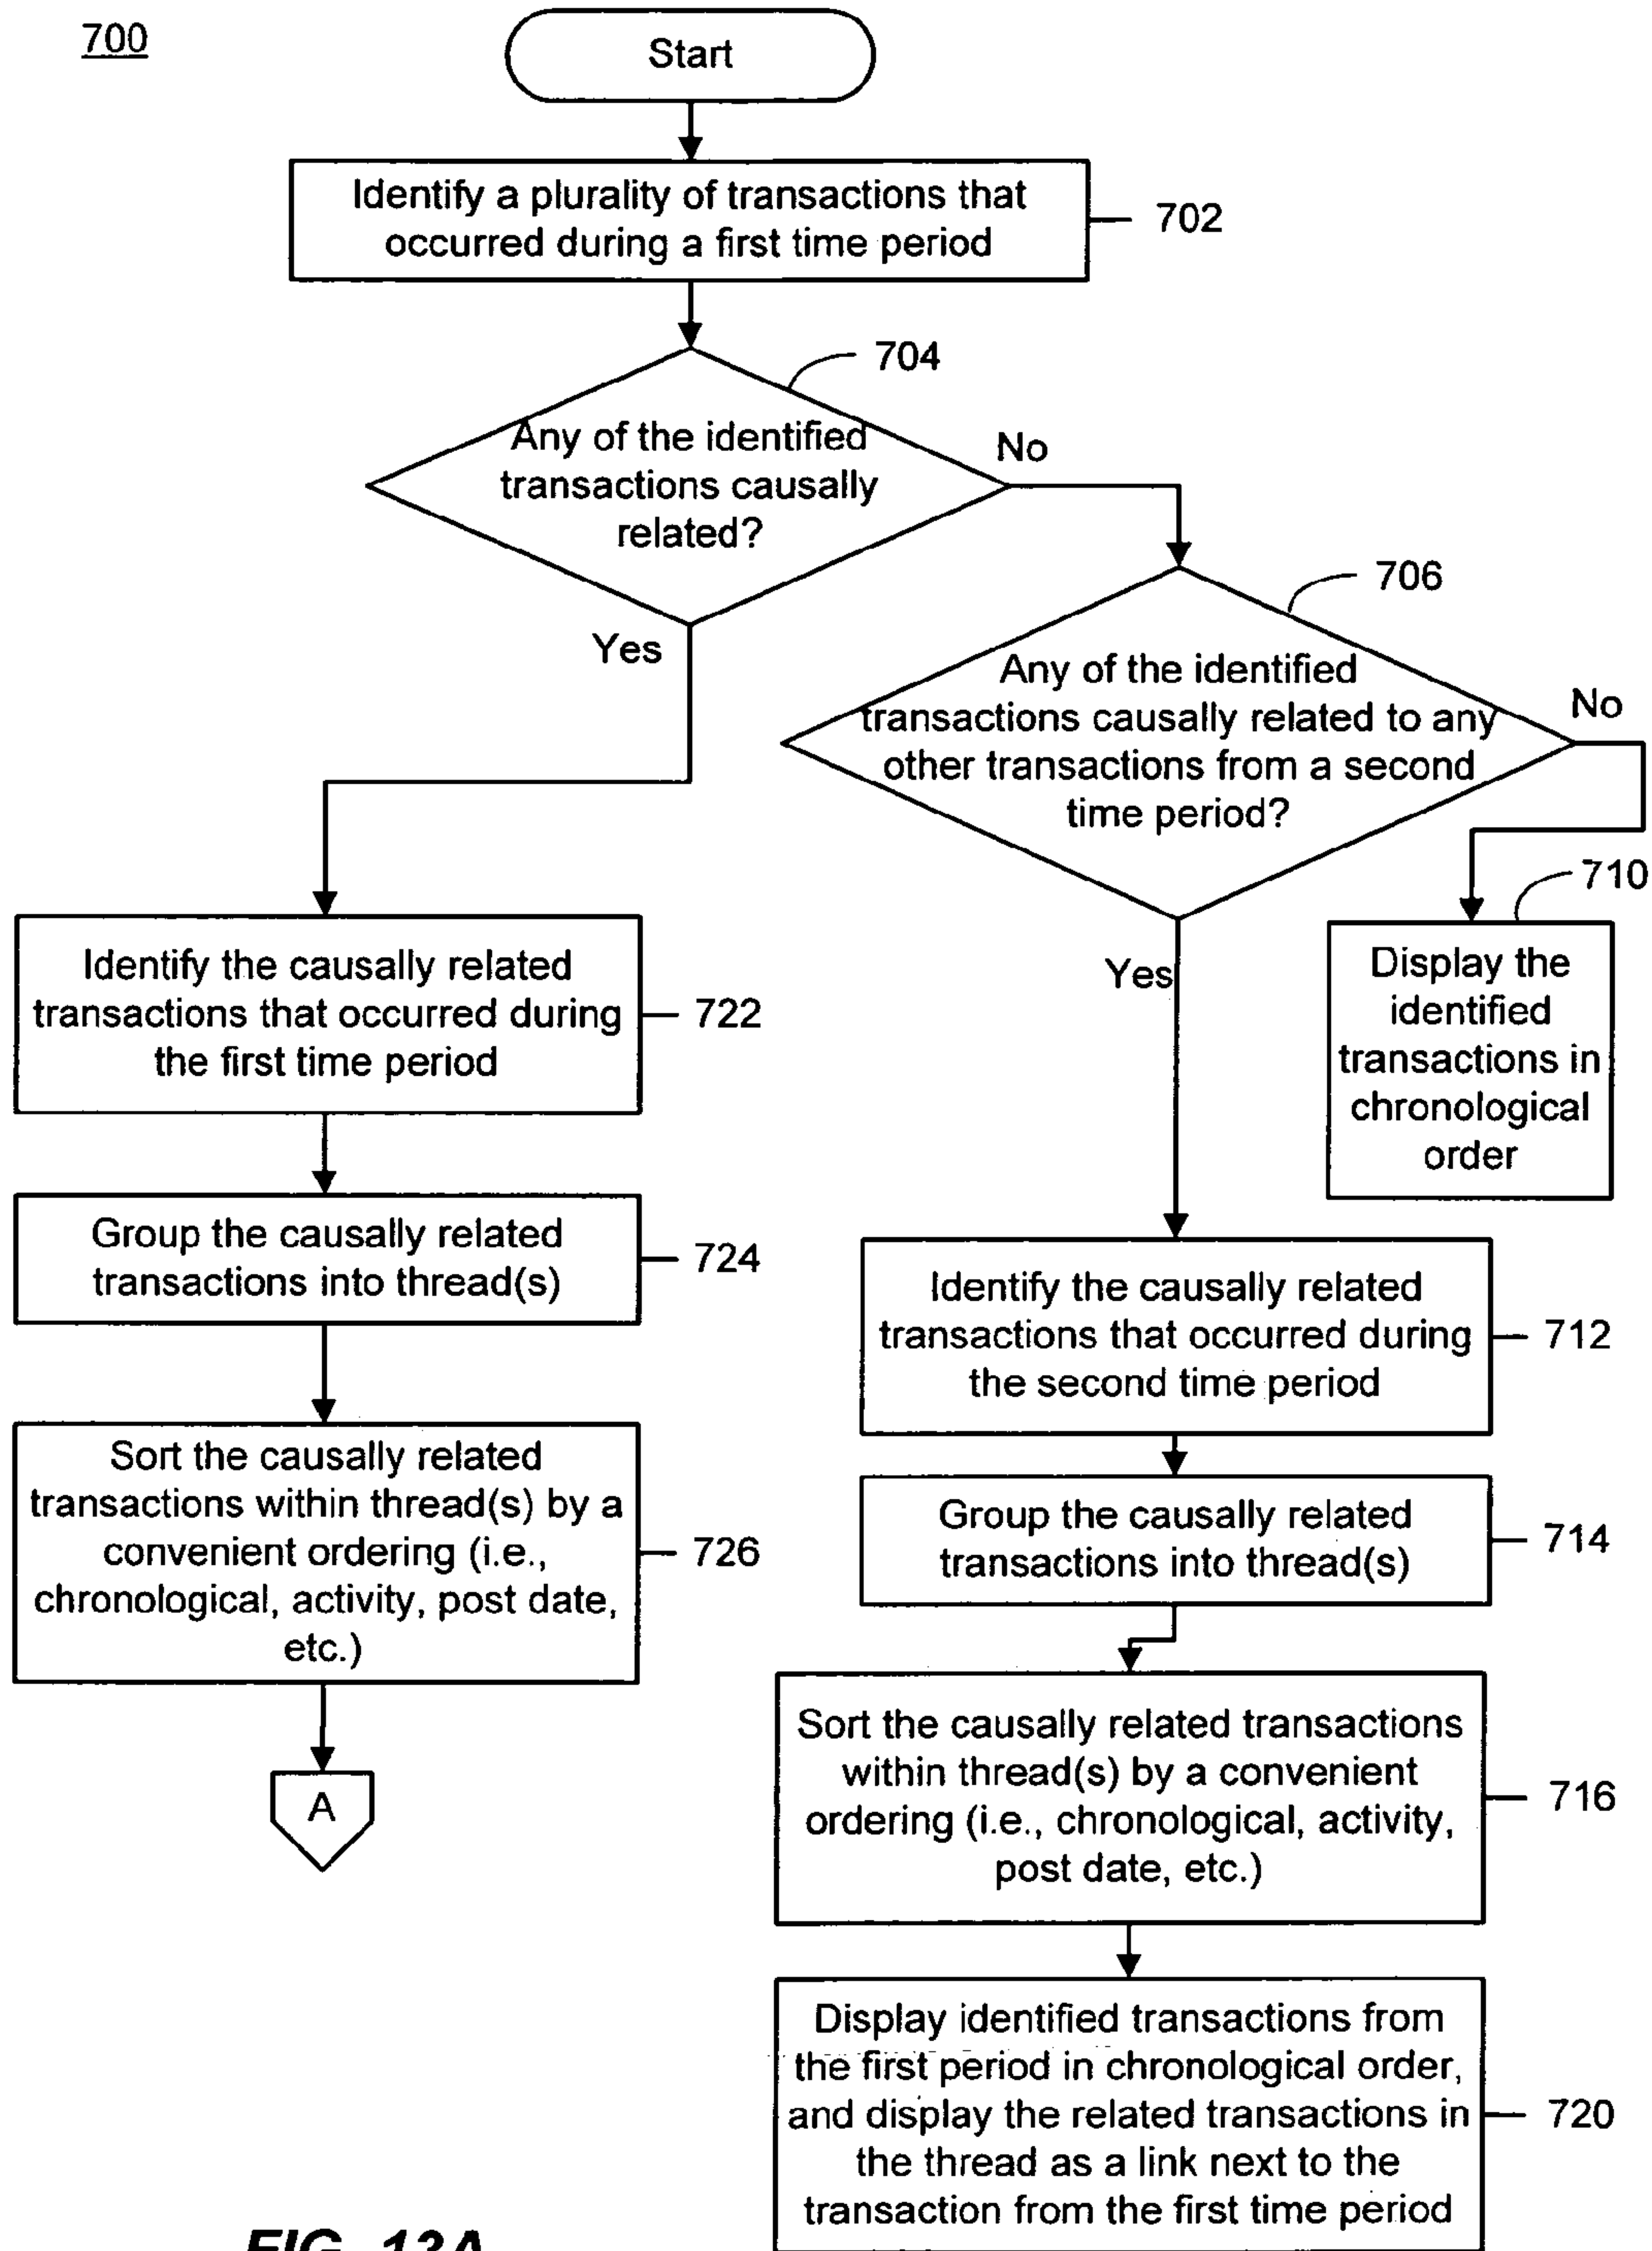 700
Start
Identify a plurality of transactions that
occurred during a first time period
702
704
Any of the identified
transactions causally
related?
No
Yes
706
Any of the identified
transactions causally related to any
other transactions from a second
time period?
No
Yes
710
Display the
identified
transactions in
chronological
order
Identify the causally related
transactions that occurred during
the first time period
722
Group the causally related
transactions into thread(s)
724
Sort the causally related
transactions within thread(s) by a
convenient ordering (i.e.,
chronological, activity, post date,
etc.)
726
A
Identify the causally related
transactions that occurred during
the second time period
712
Group the causally related
transactions into thread(s)
714
Sort the causally related transactions
within thread(s) by a convenient
ordering (i.e., chronological, activity,
post date, etc.)
716
Display identified transactions from
the first period in chronological order,
and display the related transactions in
the thread as a link next to the
transaction from the first time period
720
FIG. 13A